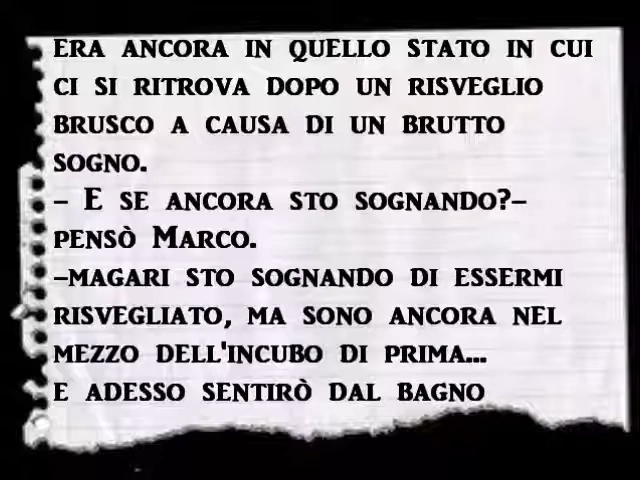 Era ancora in quello stato in cui
ci si ritrova dopo un risveglio
brusco a causa di un brutto
sogno.
- E se ancora sto sognando?-
pensò Marco.
-magari sto sognando di essermi
risvegliato, ma sono ancora nel
mezzo dell'incubo di prima...
e adesso sentirò dal bagno